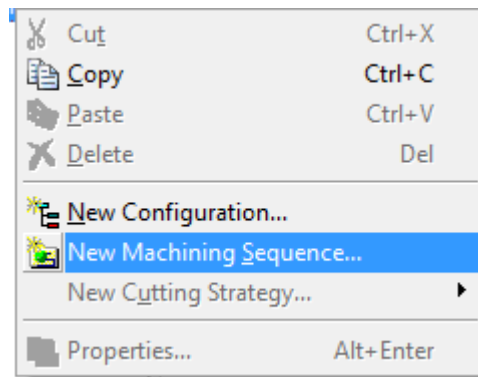 Cut Ctrl+X
Copy Ctrl+C
Paste Ctrl+V
Delete Del
New Configuration...
New Machining Sequence...
New Cutting Strategy...
Properties... Alt+Enter